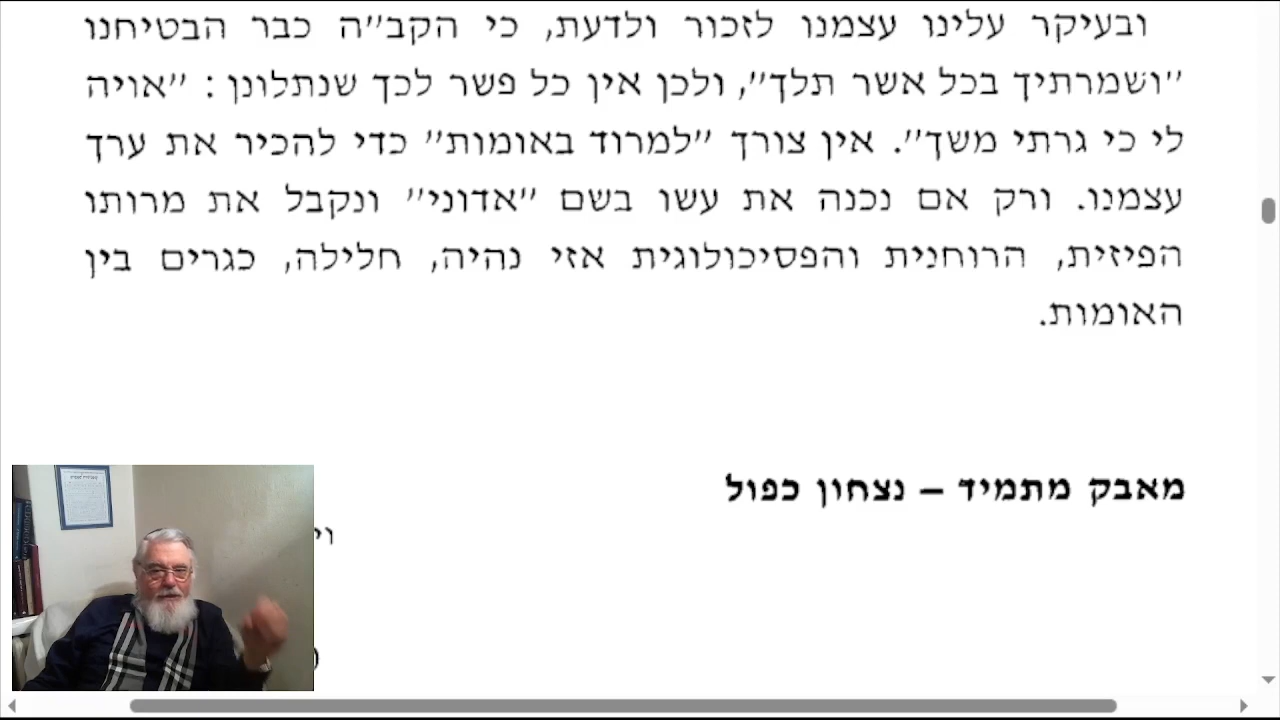 ובעיקר עלינו עצמנו לזכור ולדעת, כי הקב״ה כבר הבטיחנו
״ושמרתיך בכל אשר תלך״, ולכן אין כל פשר לכך שנתלונן : ״אויה
לי כי גרתי משך״. אין צורך ״למרוד באומות״ כדי להכיר את ערך
עצמנו. ורק אם נכנה את עשו בשם ״אדוני״ ונקבל את מרותו
הפיזית, הרוחנית והפסיכולוגית אזי נהיה, חלילה, כגרים בין
האומות.
מאבק מתמיד – נצחון כפול